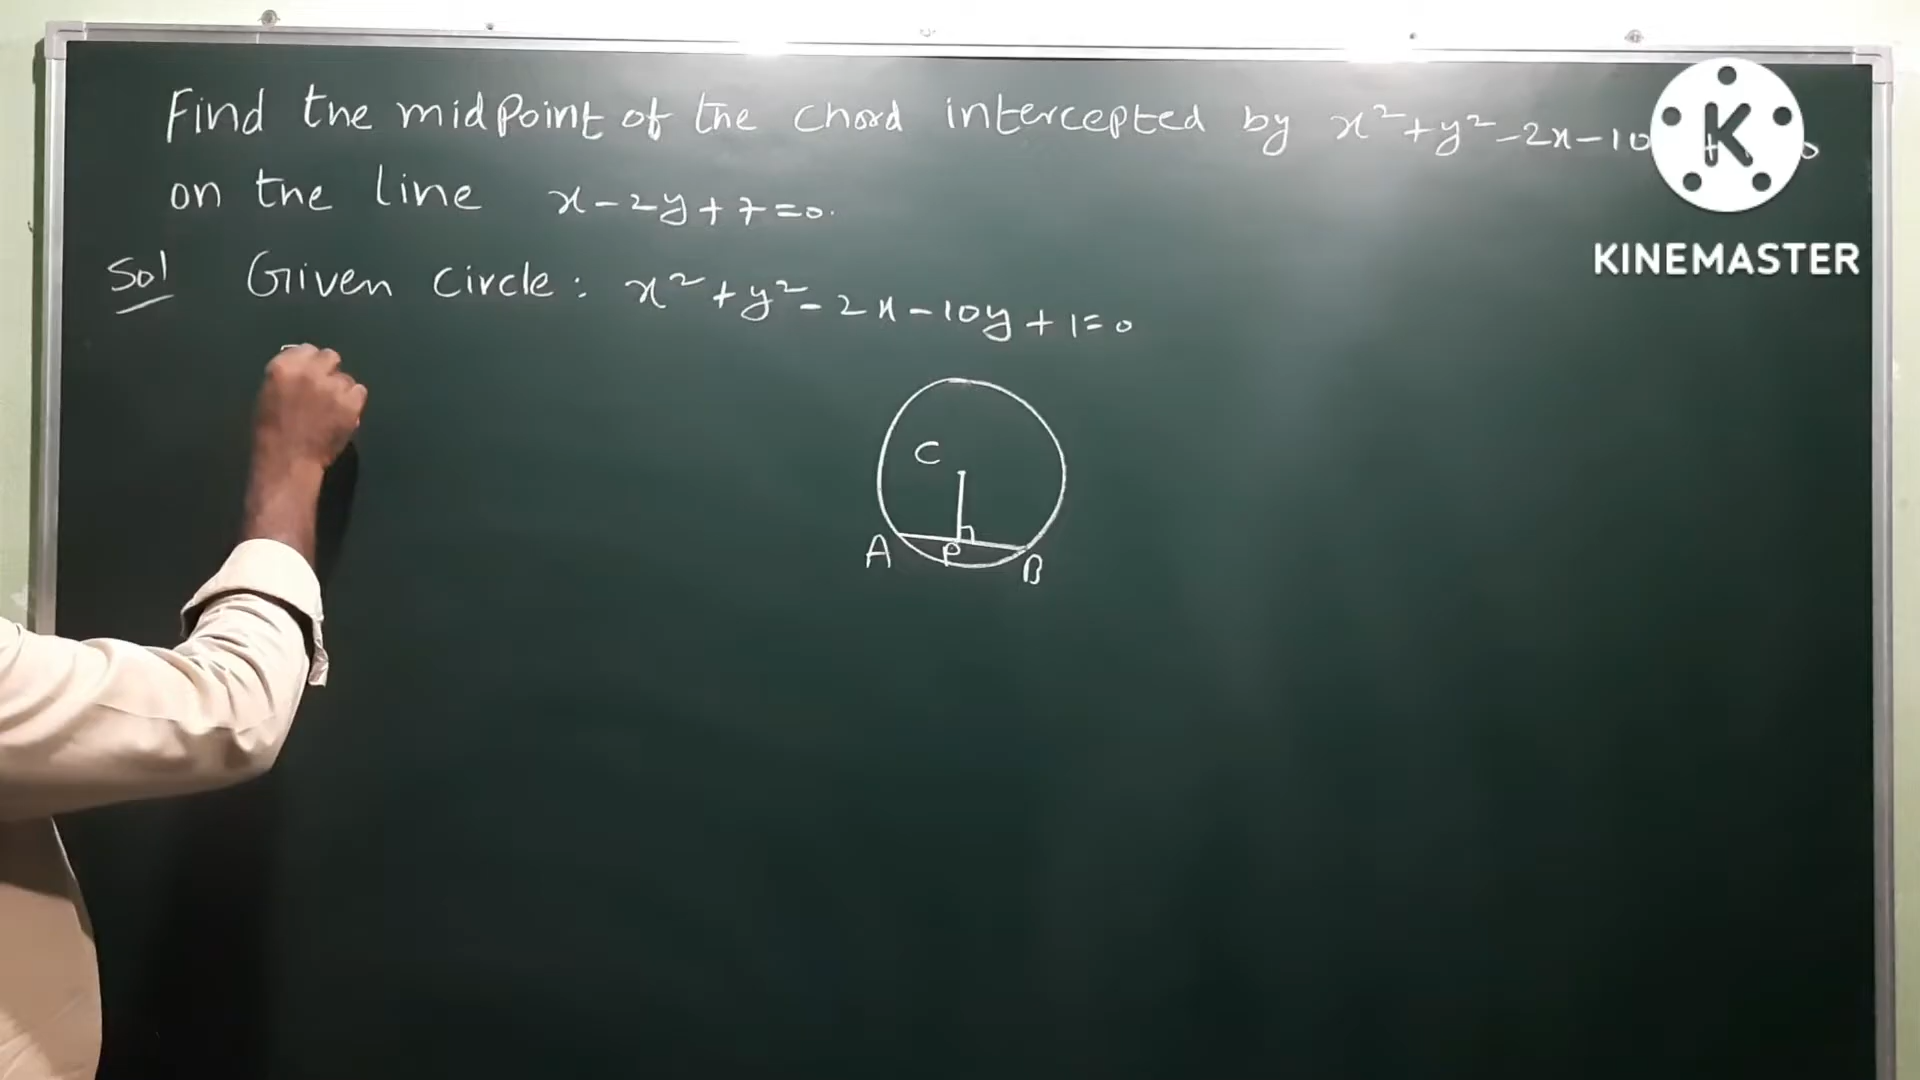 Find the midpoint of the chord intercepted by x²+y²-2x-10
on the line x-2y+7=0.
Sol Given circle: x²+y²-2x-10y+1=0
C
A P B
K
KINEMASTER